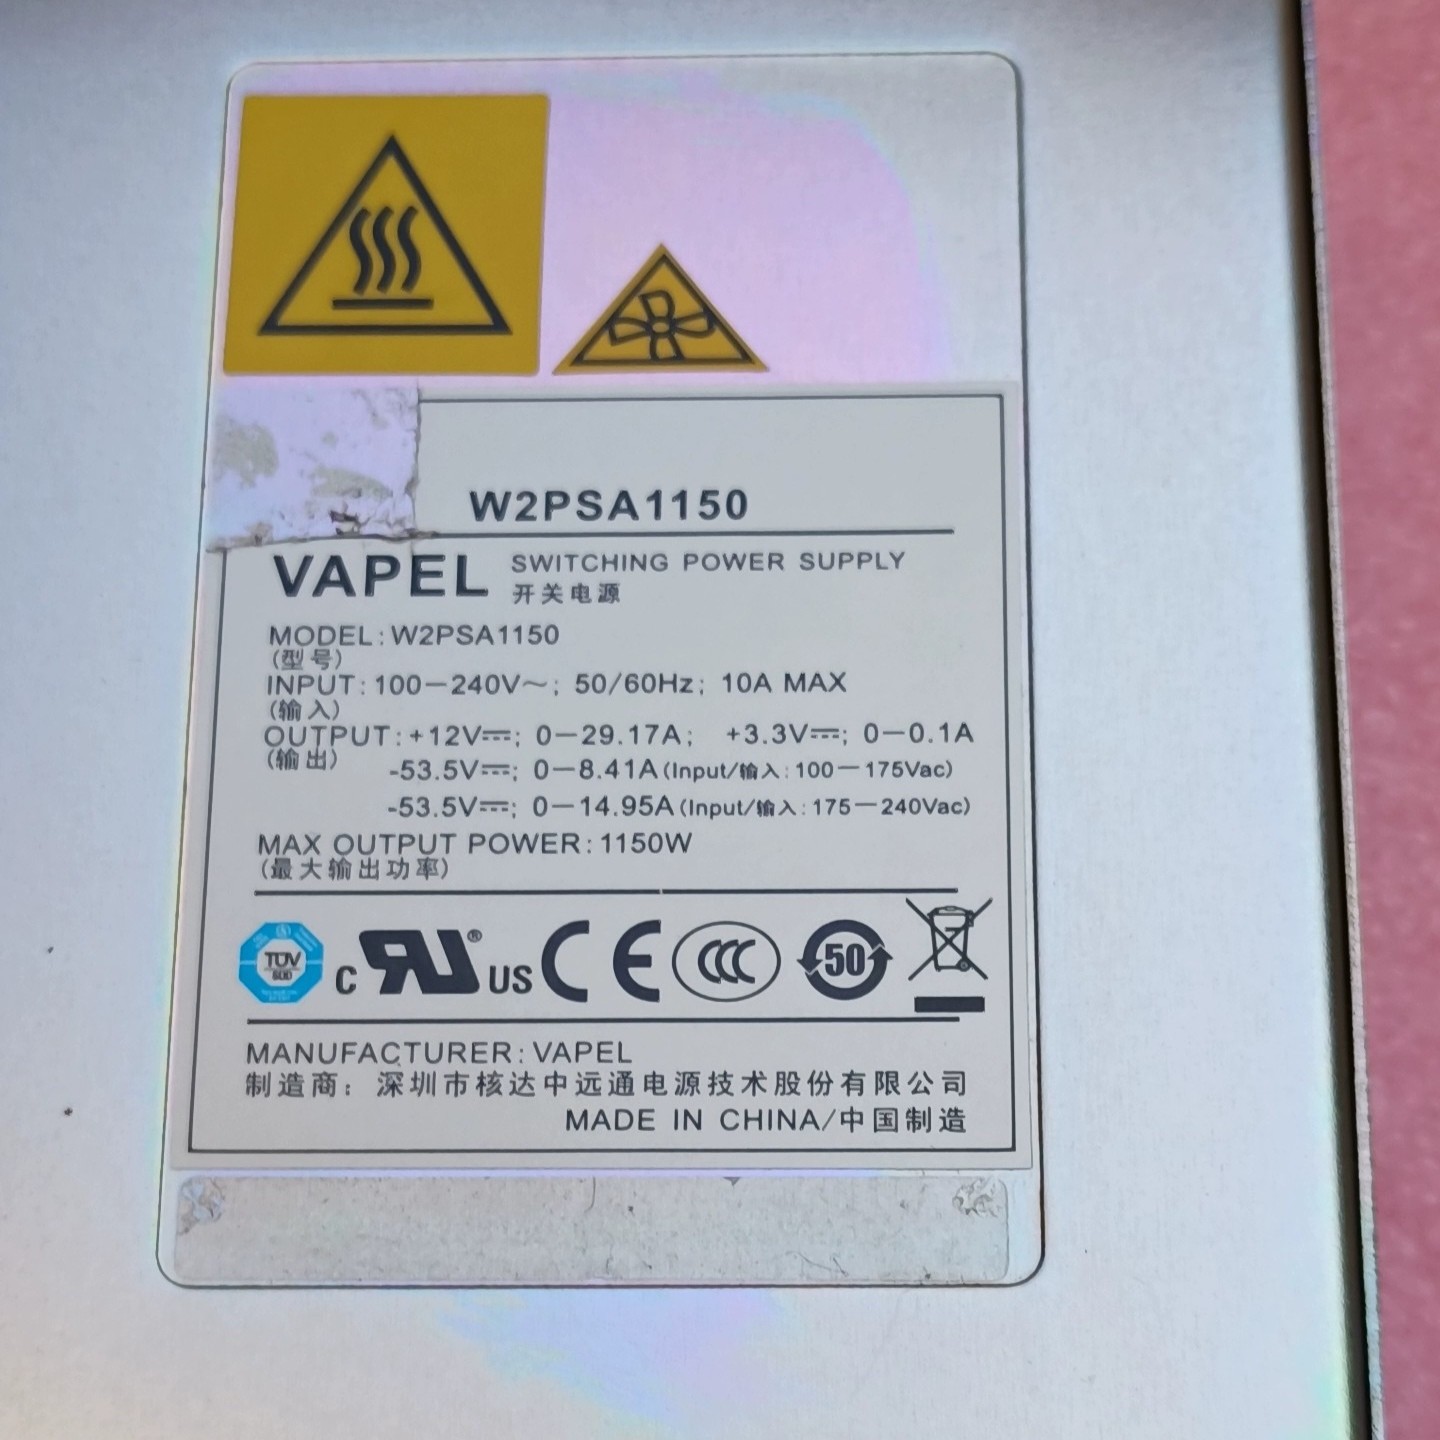 W2PSA1150
VAPEL SWITCHING POWER SUPPLY
开关电源
MODEL: W2PSA1150
(型号)
INPUT: 100-240V~; 50/60Hz; 10A MAX
(输入)
OUTPUT: +12V⎓; 0-29.17A; +3.3V⎓; 0-0.1A
(输出)
-53.5V⎓; 0-8.41A (Input/输入: 100-175Vac)
-53.5V⎓; 0-14.95A (Input/输入: 175-240Vac)
MAX OUTPUT POWER: 1150W
(最大输出功率)
TÜV SÜD C RU® US CE CCC 50
MANUFACTURER: VAPEL
制造商: 深圳市核达中远通电源技术股份有限公司
MADE IN CHINA/中国制造